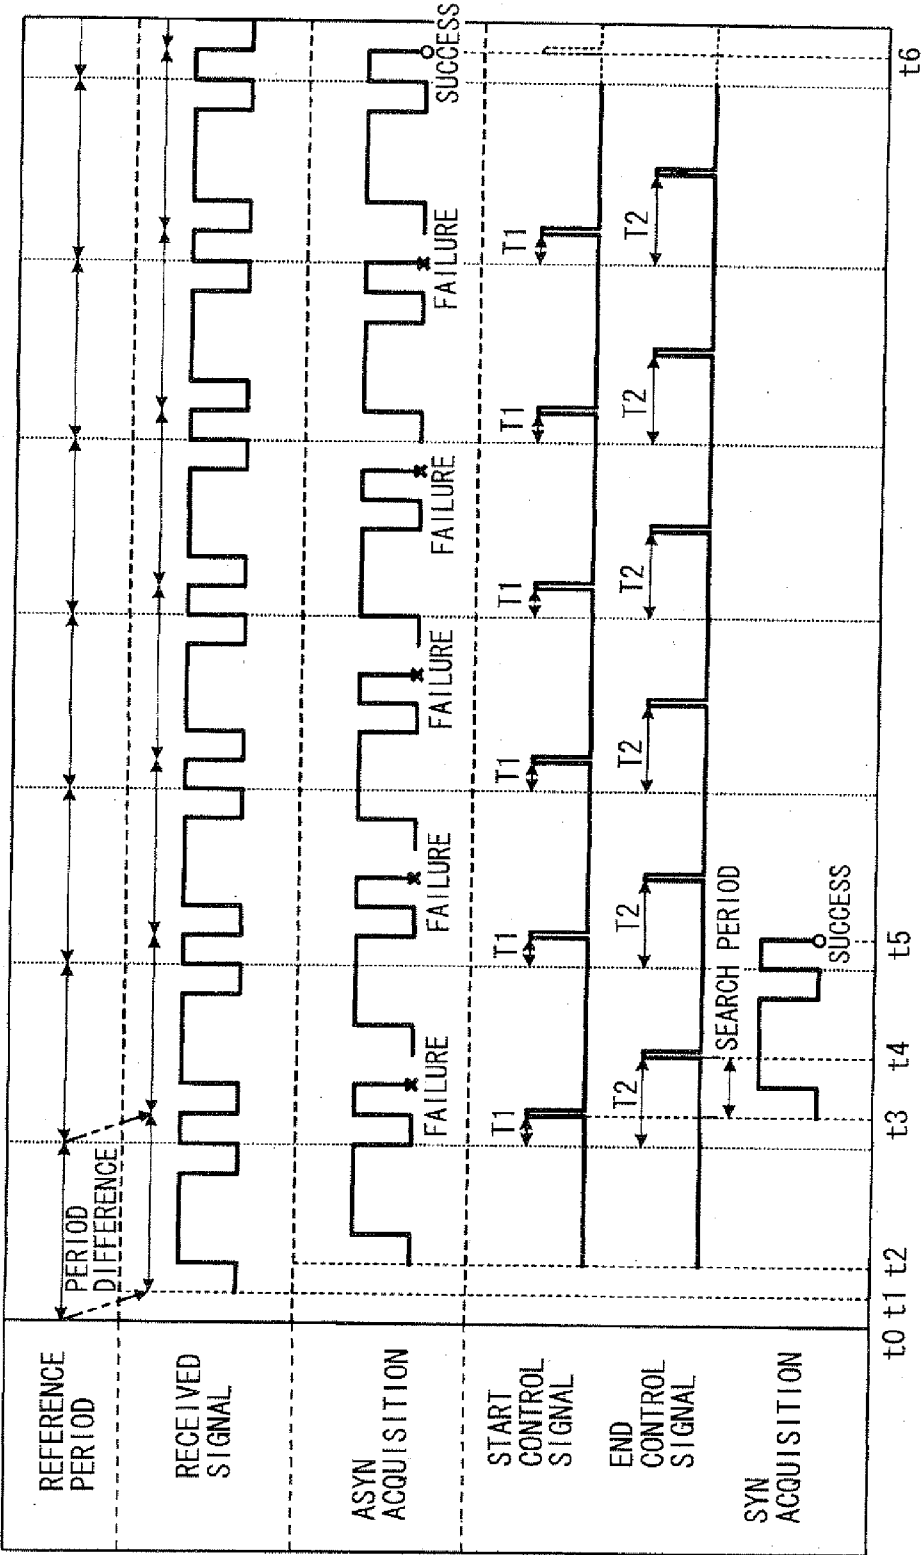 REFERENCE
PERIOD
PERIOD
DIFFERENCE
RECEIVED
SIGNAL
ASYN
ACQUISITION
FAILURE
FAILURE
FAILURE
FAILURE
FAILURE
SUCCESS
START
CONTROL
SIGNAL
T1
T1
T1
T1
T1
T1
END
CONTROL
SIGNAL
T2
T2
T2
T2
T2
T2
SEARCH PERIOD
SYN
ACQUISITION
SUCCESS
t0 t1 t2 t3 t4 t5 t6